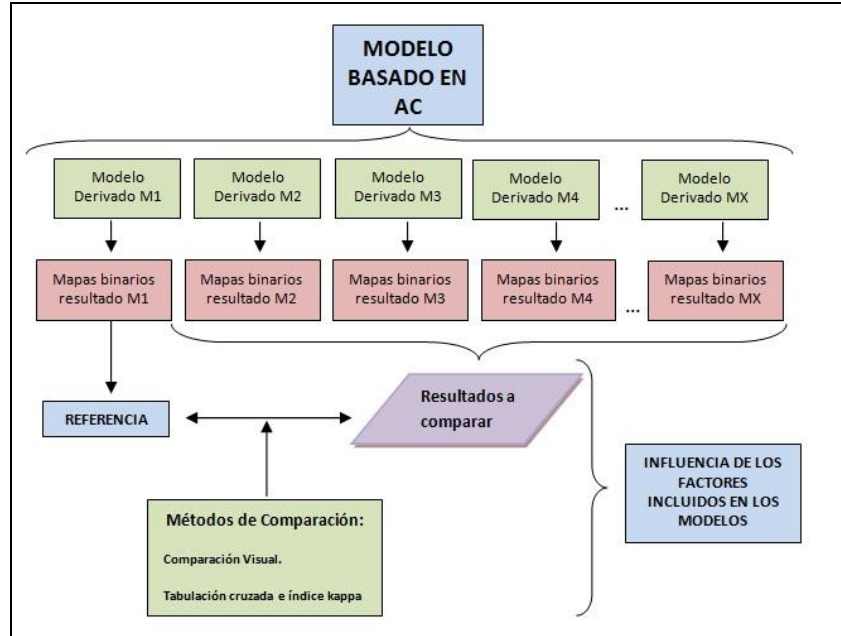 MODELO
BASADO EN
AC
Modelo
Derivado M1
Modelo
Derivado M2
Modelo
Derivado M3
Modelo
Derivado M4
...
Modelo
Derivado MX
Mapas binarios
resultado M1
Mapas binarios
resultado M2
Mapas binarios
resultado M3
Mapas binarios
resultado M4
...
Mapas binarios
resultado MX
REFERENCIA
Resultados a
comparar
INFLUENCIA DE LOS
FACTORES
INCLUIDOS EN LOS
MODELOS
Métodos de Comparación:
Comparación Visual.
Tabulación cruzada e índice kappa